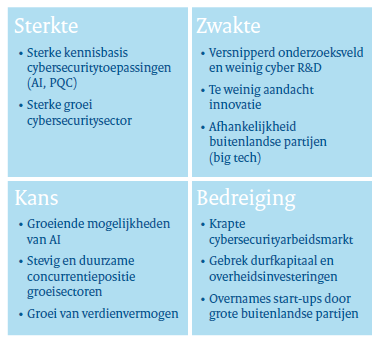 Sterkte
• Sterke kennisbasis
cybersecuritytoepassingen
(AI, PQC)
• Sterke groei
cybersecuritysector
Zwakte
• Versnipperd onderzoeksveld
en weinig cyber R&D
• Te weinig aandacht
innovatie
• Afhankelijkheid
buitenlandse partijen
(big tech)
Kans
• Groeiende mogelijkheden
van AI
• Stevig en duurzame
concurrentiepositie
groeisectoren
• Groei van verdienvermogen
Bedreiging
• Krapte
cybersecurityarbeidsmarkt
• Gebrek durfkapitaal en
overheidsinvesteringen
• Overnames start-ups door
grote buitenlandse partijen